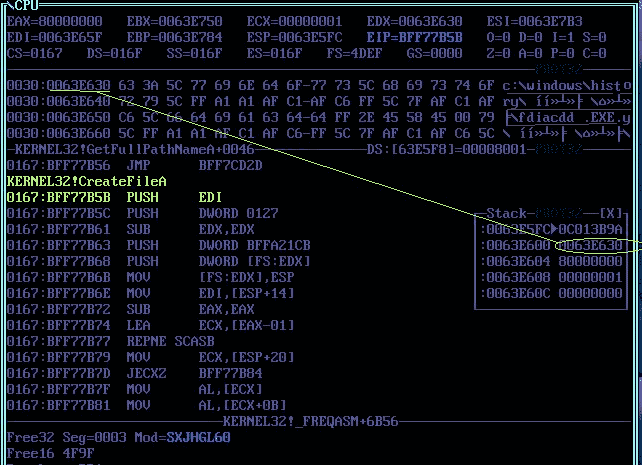 CPU
EAX=80000000 EBX=0063E750 ECX=00000001 EDX=0063E630 ESI=0063E7B3
EDI=0063E65F EBP=0063E784 ESP=0063E5FC EIP=BFF77B5B O=0 D=0 I=1 S=0
CS=0167 DS=016F SS=016F ES=016F FS=4DEF GS=0000 Z=0 A=0 P=0 C=0
PROT32
0030:0063E630 63 3A 5C 77 69 6E 64 6F-77 73 5C 68 69 73 74 6F c:\windows\histo
0030:0063E640 72 79 5C FF A1 A1 AF C1-AF C6 FF 5C 7F AF C1 AF ry\
0030:0063E650 C6 5C 66 64 69 61 63 64-64 FF 2E 45 58 45 00 79 \fdiacdd .EXE.y
0030:0063E660 5C FF A1 A1 AF C1 AF C6-FF 5C 7F AF C1 AF C6 5C
KERNEL32!GetFullPathNameA+0046 DS:[63E5F8]=00008001 PROT32
0167:BFF77B56 JMP BFF7CD2D
KERNEL32!CreateFileA
0167:BFF77B5B PUSH EDI
0167:BFF77B5C PUSH DWORD 0127
0167:BFF77B61 SUB EDX,EDX
0167:BFF77B63 PUSH DWORD BFFA21CB
0167:BFF77B68 PUSH DWORD [FS:EDX]
0167:BFF77B6B MOV [FS:EDX],ESP
0167:BFF77B6E MOV EDI,[ESP+14]
0167:BFF77B72 SUB EAX,EAX
0167:BFF77B74 LEA ECX,[EAX-01]
0167:BFF77B77 REPNE SCASB
0167:BFF77B79 MOV ECX,[ESP+20]
0167:BFF77B7D JECXZ BFF77B84
0167:BFF77B7F MOV AL,[ECX]
0167:BFF77B81 MOV AL,[ECX+0B]
Stack PROT32 [X]
:0063E5FC 0C013B9A
:0063E600 0063E630
:0063E604 80000000
:0063E608 00000001
:0063E60C 00000000
KERNEL32!_FREQASM+6B56
Free32 Seg=0003 Mod=SXJHGL60
Free16 4F9F